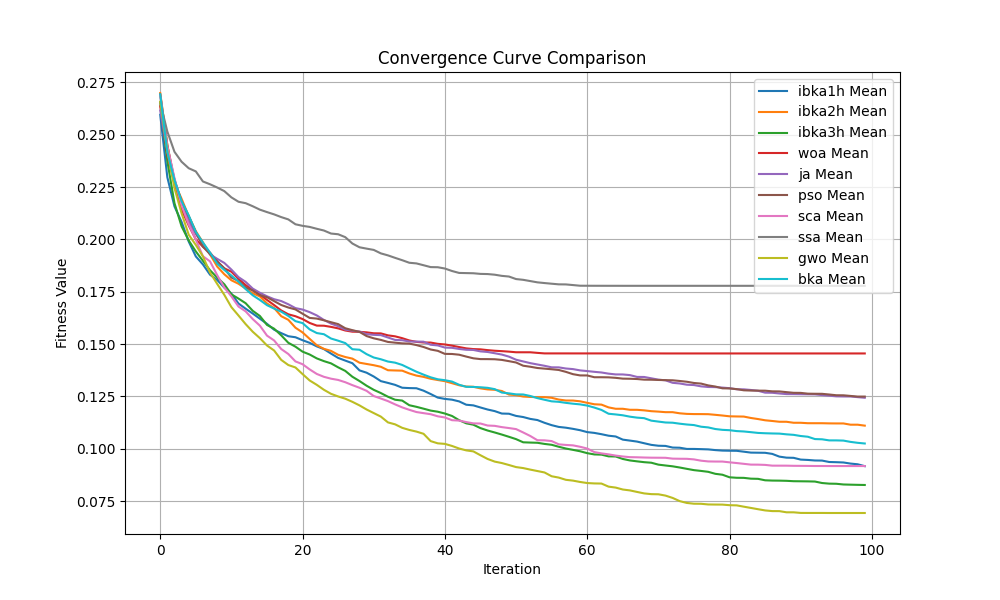 Convergence Curve Comparison
Fitness Value
0.275
0.250
0.225
0.200
0.175
0.150
0.125
0.100
0.075
ibka1h Mean
ibka2h Mean
ibka3h Mean
woa Mean
ja Mean
pso Mean
sca Mean
ssa Mean
gwo Mean
bka Mean
0 20 40 60 80 100
Iteration